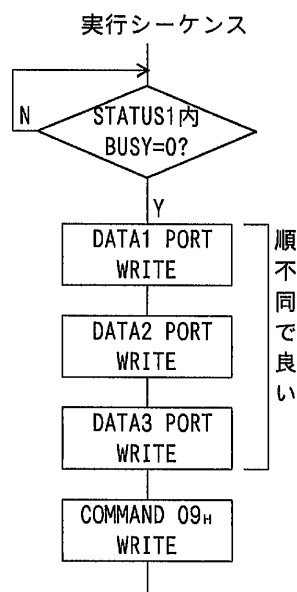 実行シーケンス
N
STATUS1内
BUSY=0?
Y
DATA1 PORT
WRITE
DATA2 PORT
WRITE
DATA3 PORT
WRITE
順不同で良い
COMMAND 09H
WRITE